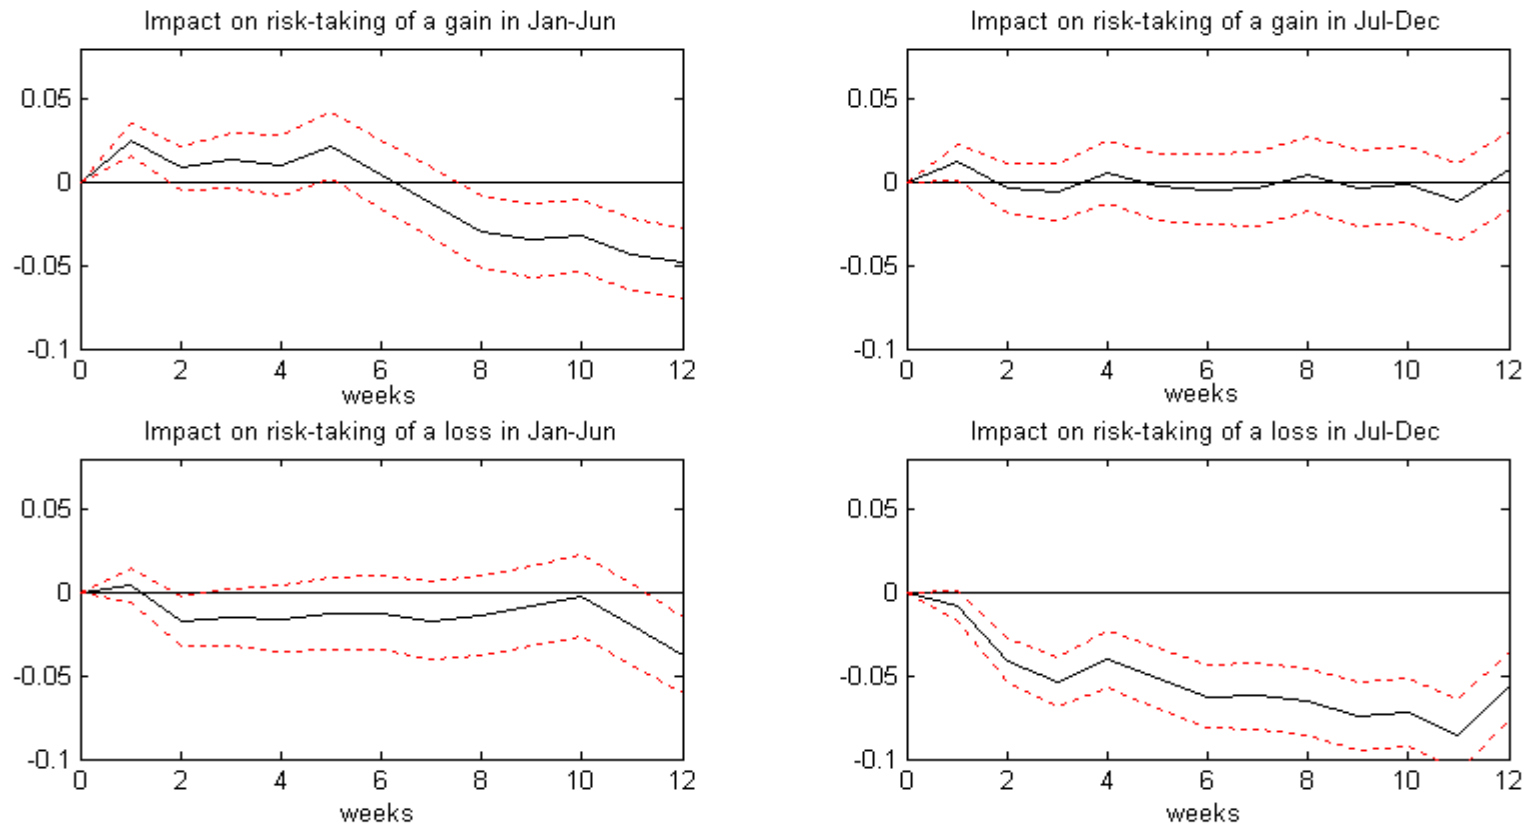 Impact on risk-taking of a gain in Jan-Jun
0.05
0
-0.05
-0.1
0 2 4 6 8 10 12
weeks
Impact on risk-taking of a gain in Jul-Dec
0.05
0
-0.05
-0.1
0 2 4 6 8 10 12
weeks
Impact on risk-taking of a loss in Jan-Jun
0.05
0
-0.05
-0.1
0 2 4 6 8 10 12
weeks
Impact on risk-taking of a loss in Jul-Dec
0.05
0
-0.05
-0.1
0 2 4 6 8 10 12
weeks